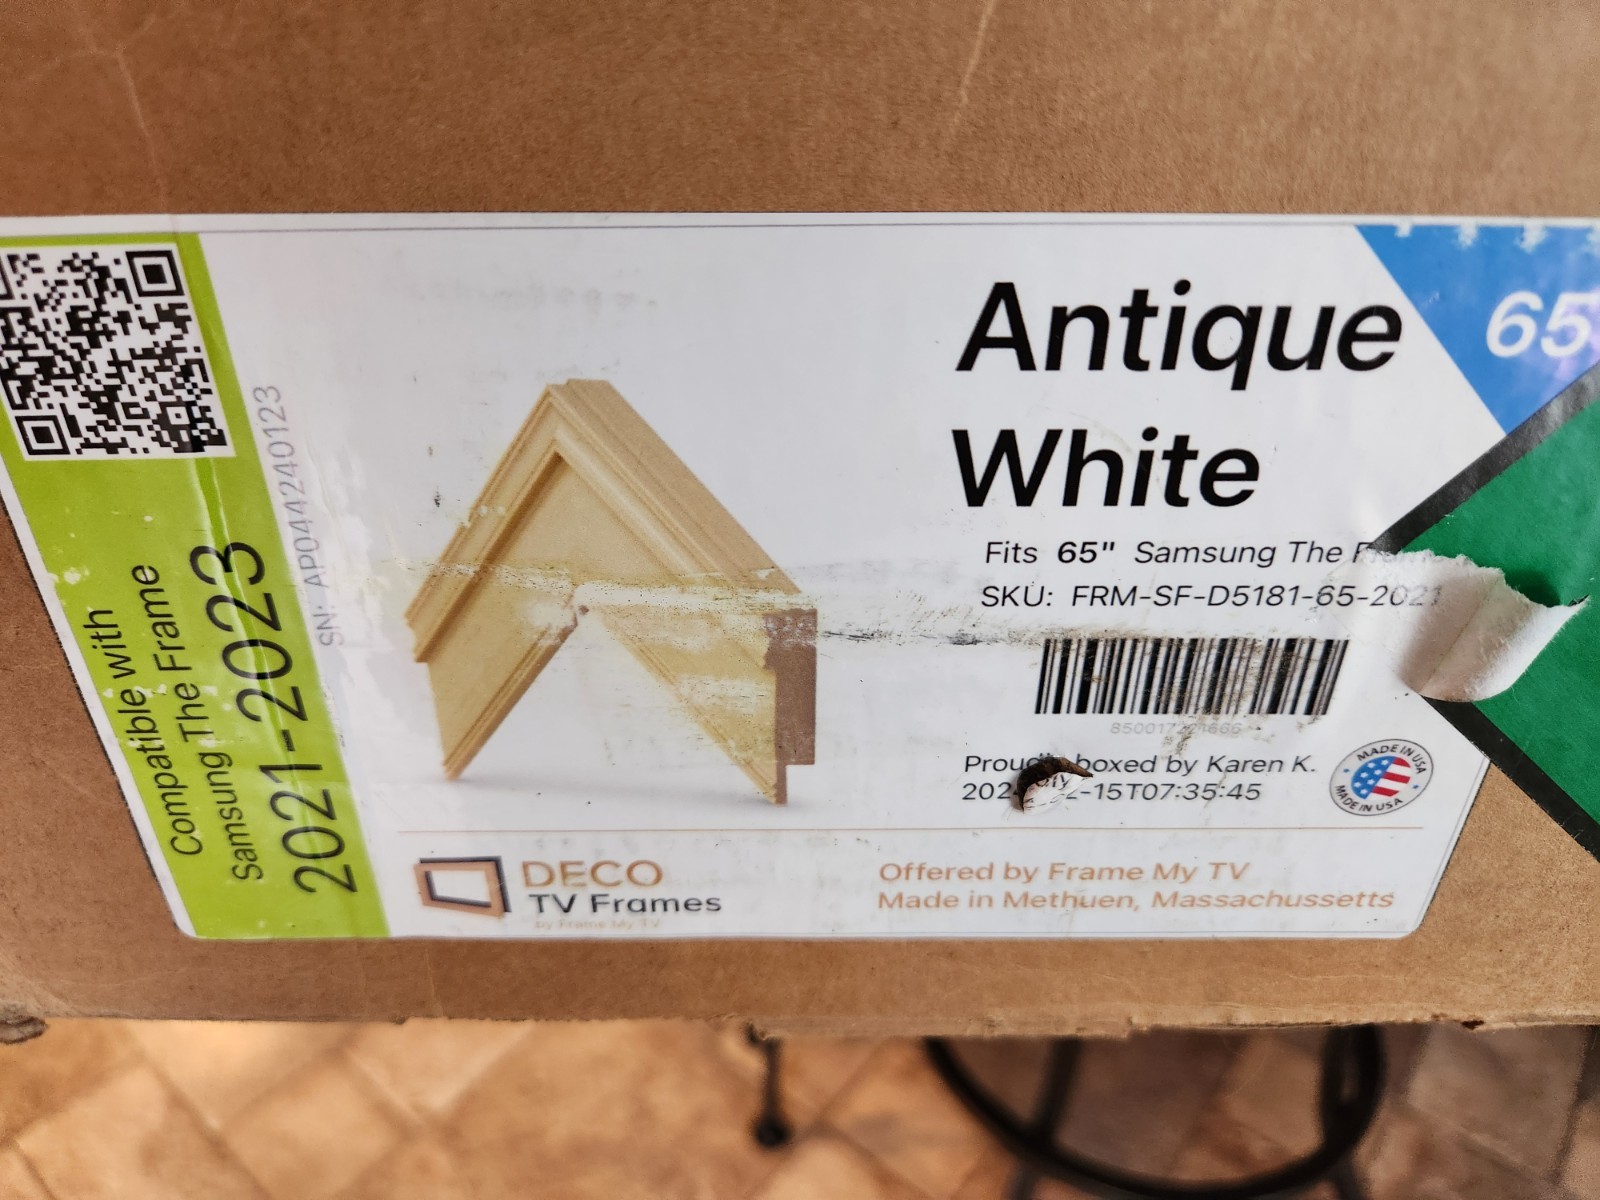 Compatible with
Samsung The Frame
2021-2023
SN: AP0442240123
Antique
White
65
Fits 65" Samsung The Frame
SKU: FRM-SF-D5181-65-2021
boxed by Karen K.
-15T07:35:45
MADE IN USA
MADE IN USA
DECO
TV Frames
by Frame My TV
Offered by Frame My TV
Made in Methuen, Massachussetts